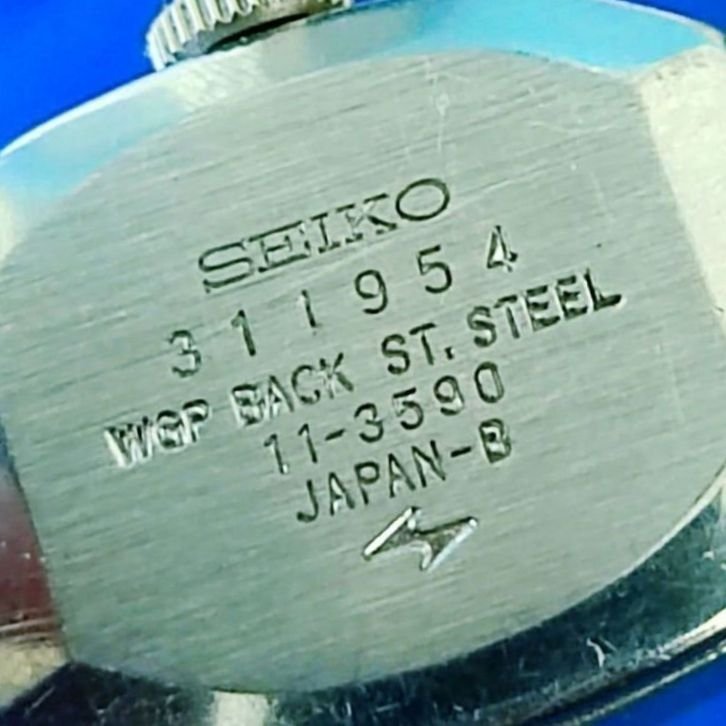 SEIKO
311954
WGP BACK ST. STEEL
11-3590
JAPAN-B